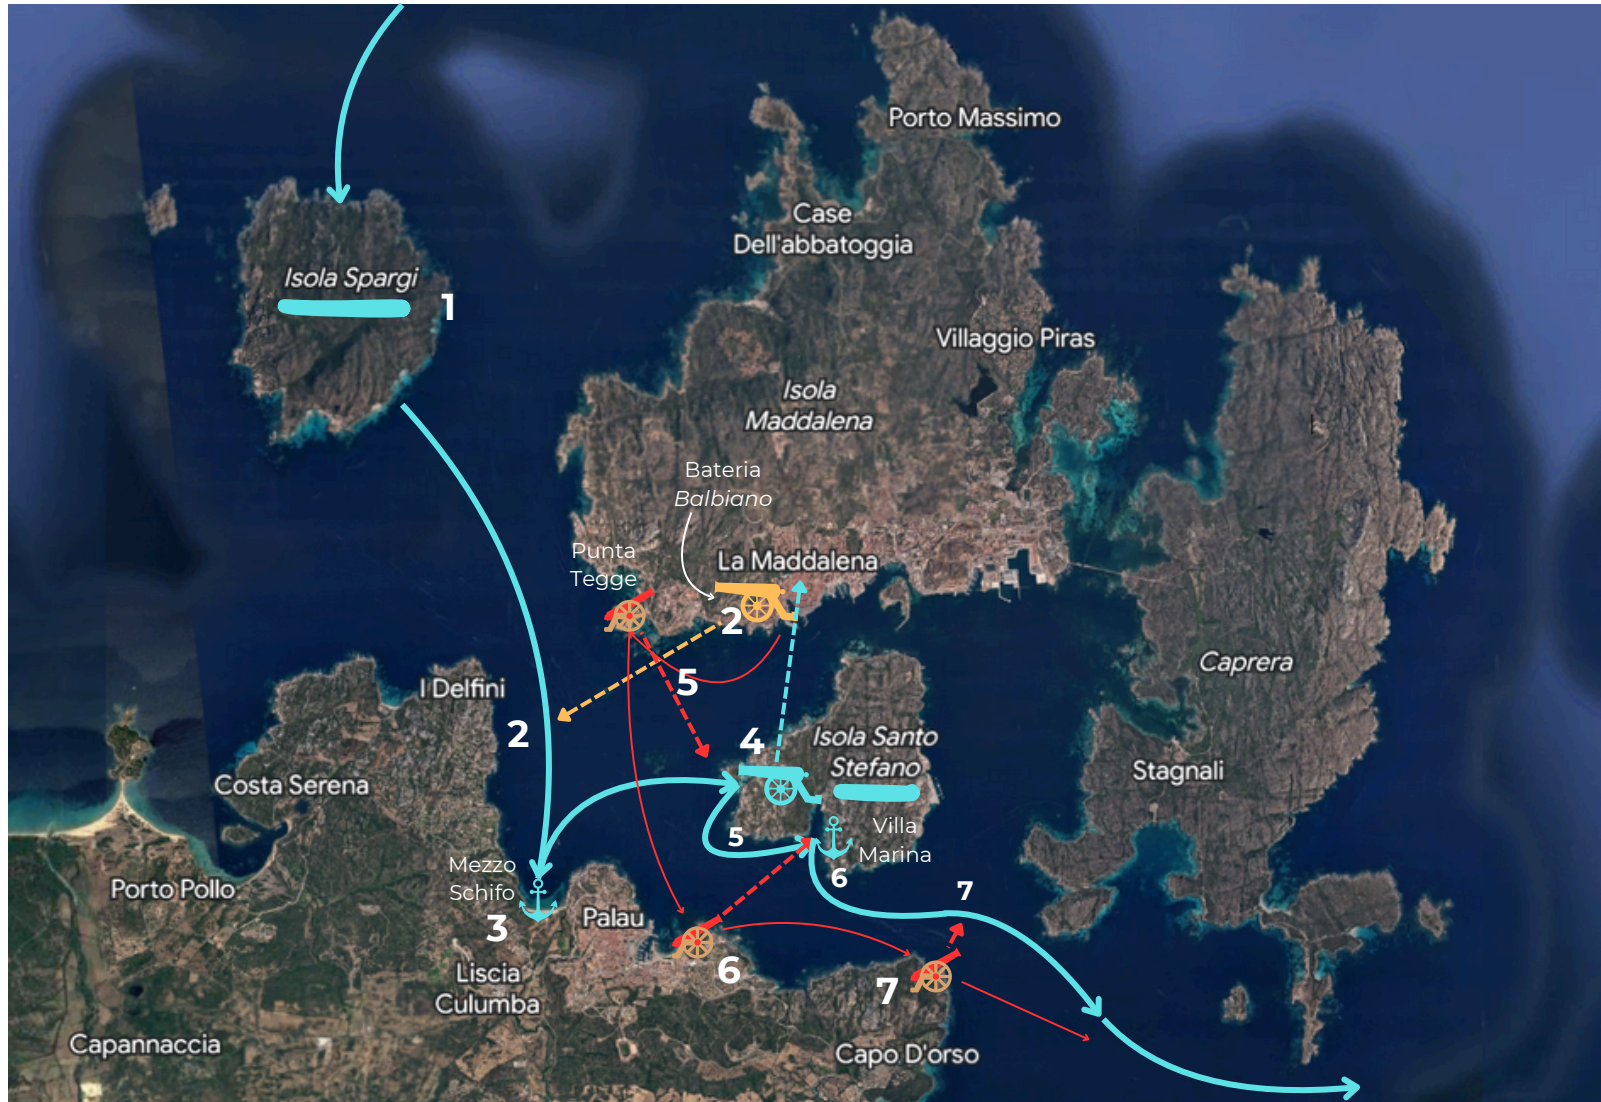 Porto Massimo
Case
Dell'abbatoggia
Isola Spargi
1
Villaggio Piras
Isola
Maddalena
Bateria
Balbiano
Punta
Tegge
La Maddalena
2
Caprera
5
I Delfini
2
4
Isola Santo
Stefano
Costa Serena
Stagnali
5
Villa
Marina
Mezzo
Schifo
6
7
Porto Pollo
3
Palau
Liscia
Culumba
6
7
Capannaccia
Capo D'orso